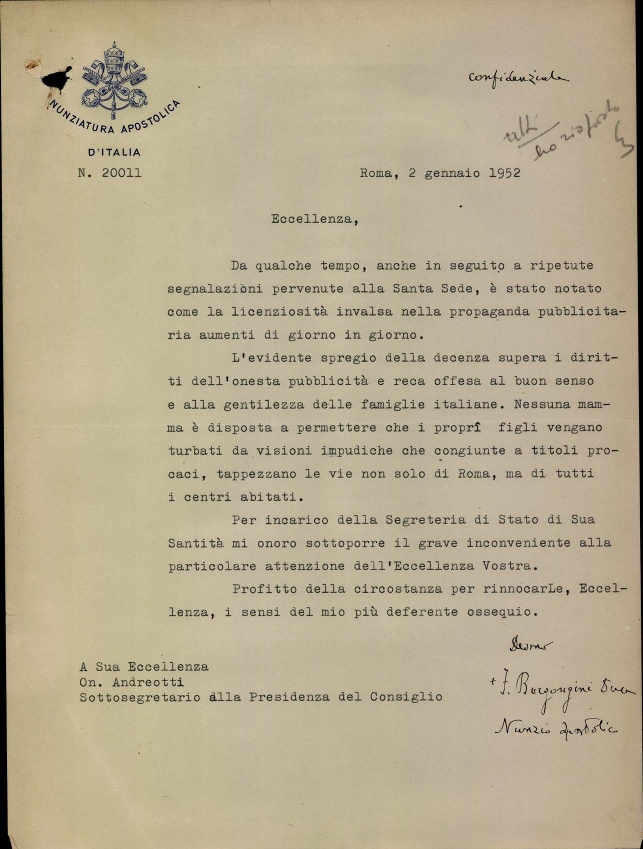 confidenziale
NUNZIATURA APOSTOLICA
D'ITALIA
N. 20011
Roma, 2 gennaio 1952
Eccellenza,
Da qualche tempo, anche in seguito a ripetute
segnalazioni pervenute alla Santa Sede, è stato notato
come la licenziosità invalsa nella propaganda pubblicita-
ria aumenti di giorno in giorno.
L'evidente spregio della decenza supera i dirit-
ti dell'onesta pubblicità e reca offesa al buon senso
e alla gentilezza delle famiglie italiane. Nessuna mam-
ma è disposta a permettere che i proprî figli vengano
turbati da visioni impudiche che congiunte a titoli pro-
caci, tappezzano le vie non solo di Roma, ma di tutti
i centri abitati.
Per incarico della Segreteria di Stato di Sua
Santità mi onoro sottoporre il grave inconveniente alla
particolare attenzione dell'Eccellenza Vostra.
Profitto della circostanza per rinnocarLe, Eccel-
lenza, i sensi del mio più deferente ossequio.
A Sua Eccellenza
On. Andreotti
Sottosegretario alla Presidenza del Consiglio
+ F. Borgongini Duca
Nunzio Apostolico